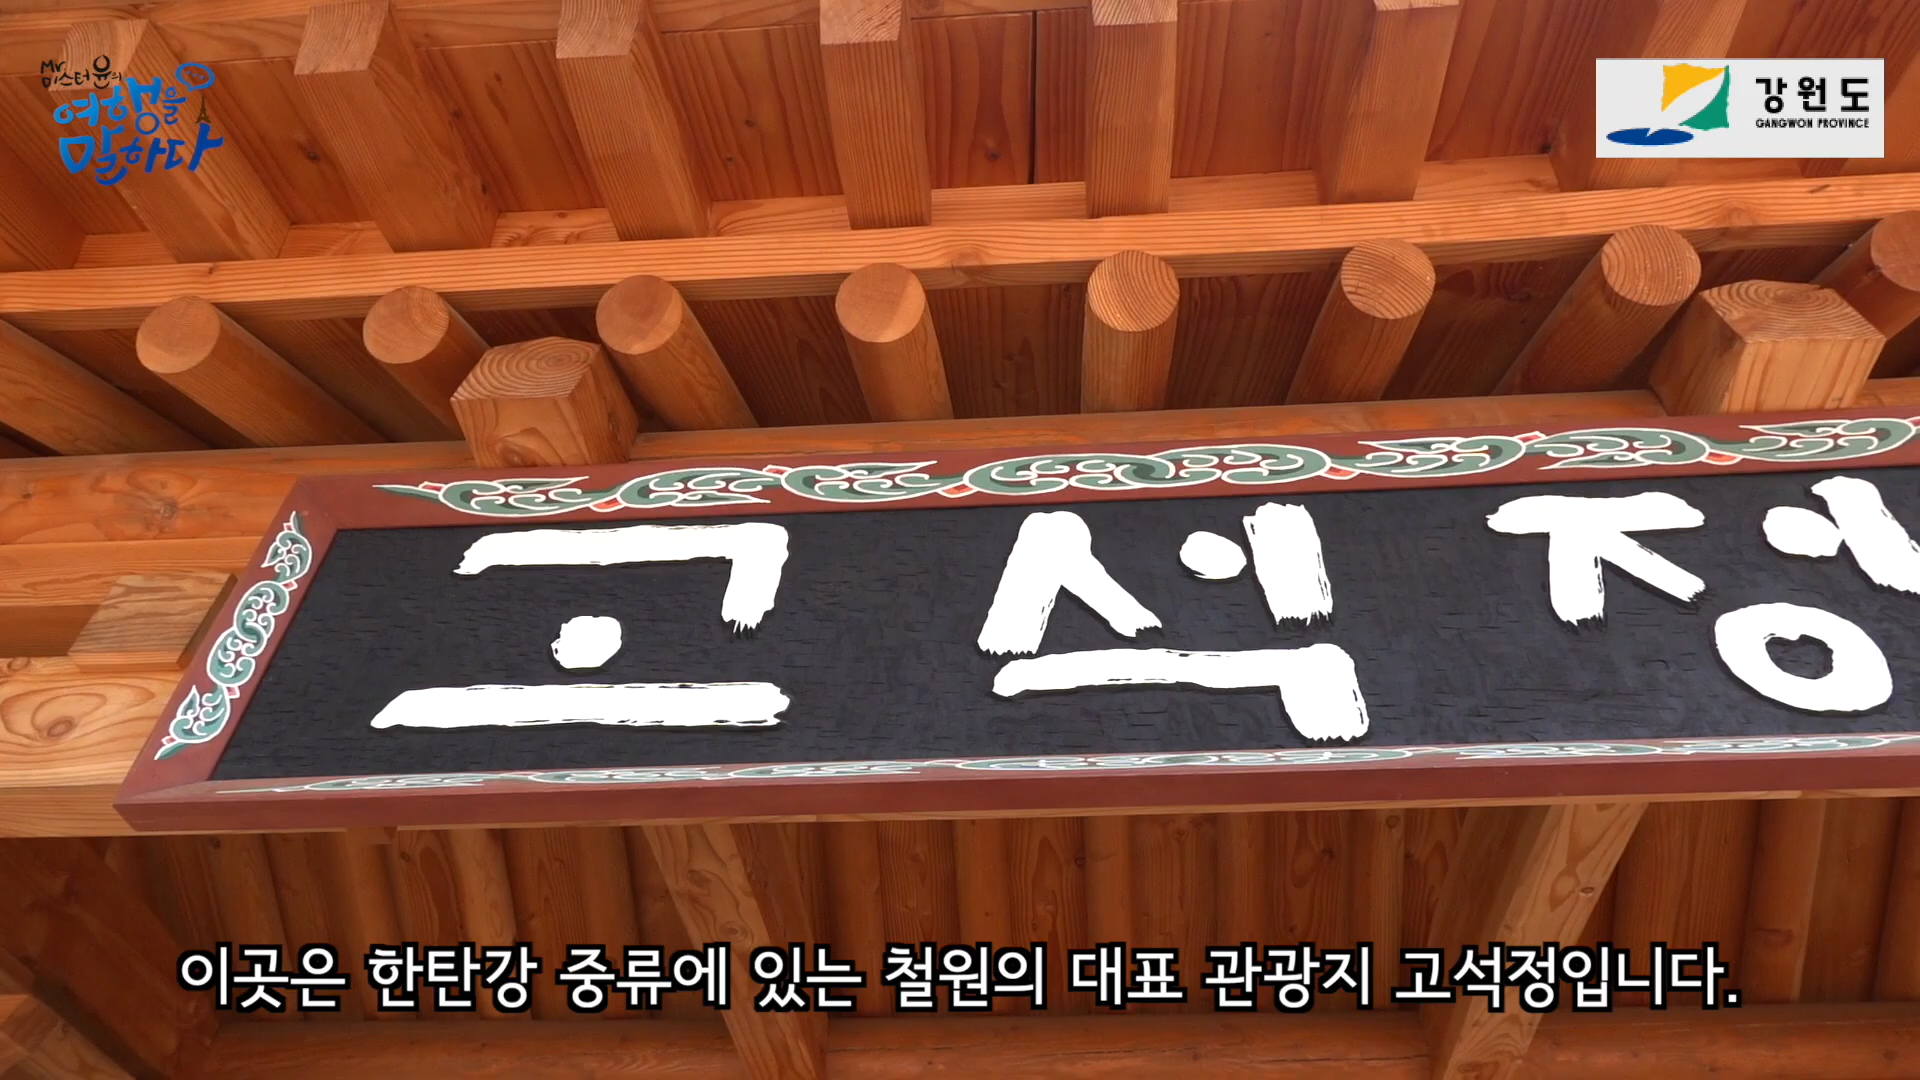 Mr.
미스터윤의
여행을
말하다
강원도
GANGWON PROVINCE
고석정
이곳은 한탄강 중류에 있는 철원의 대표 관광지 고석정입니다.